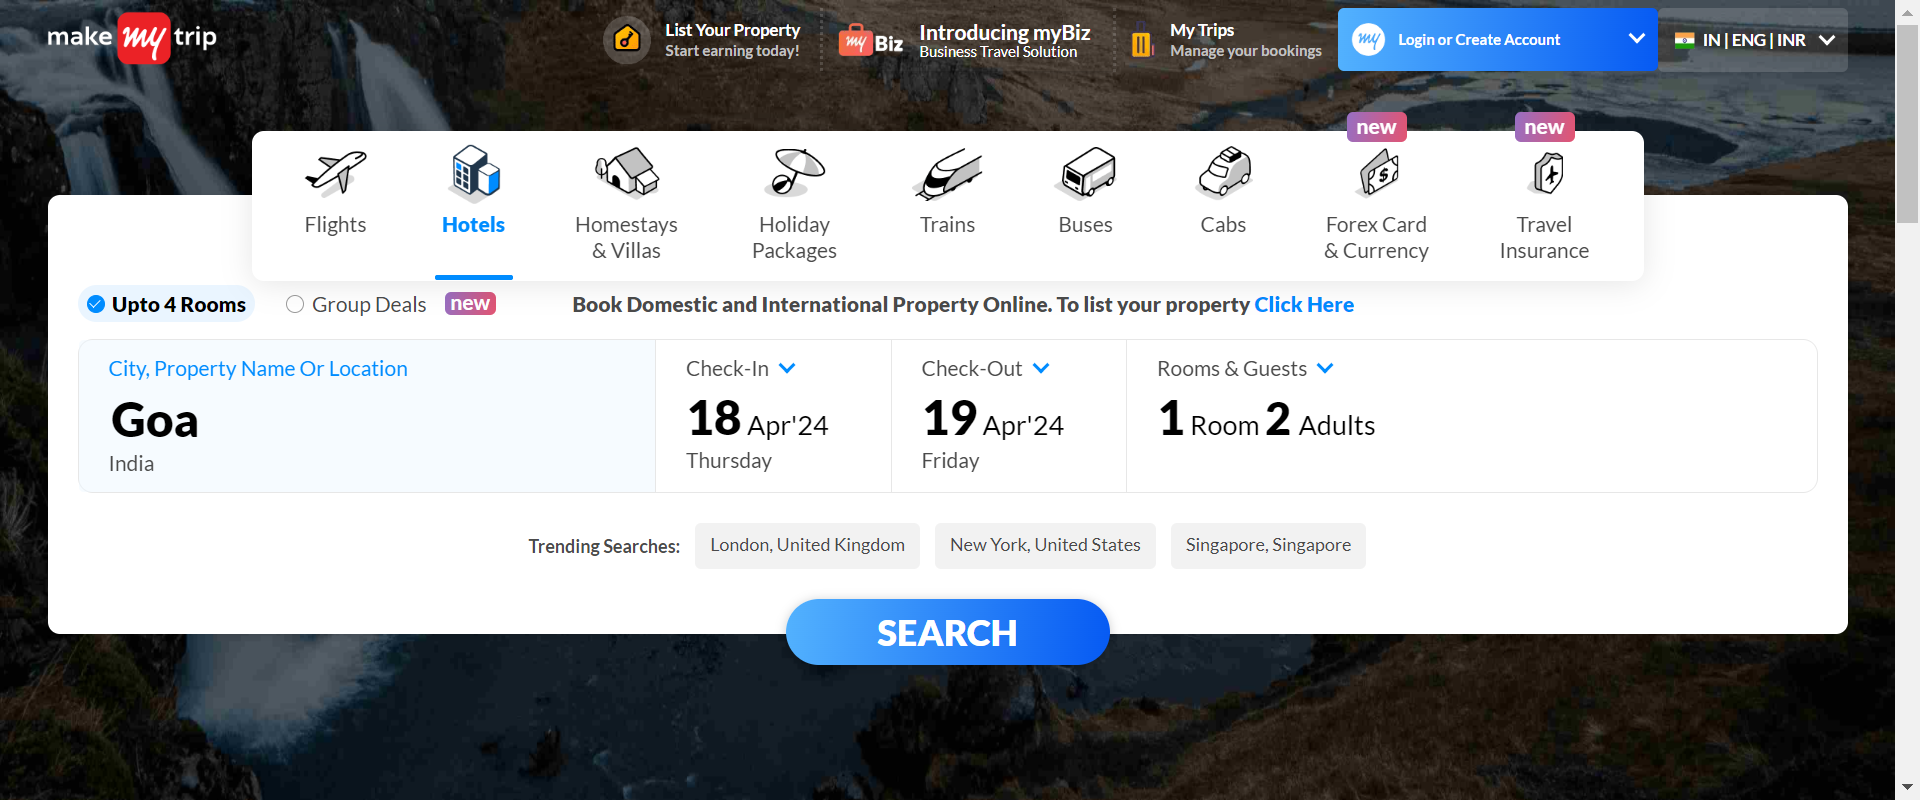 make my trip
List Your Property
Start earning today!
my Biz
Introducing myBiz
Business Travel Solution
My Trips
Manage your bookings
my
Login or Create Account
IN | ENG | INR
new
new
Flights
Hotels
Homestays
& Villas
Holiday
Packages
Trains
Buses
Cabs
Forex Card
& Currency
Travel
Insurance
Upto 4 Rooms
Group Deals
new
Book Domestic and International Property Online. To list your property Click Here
City, Property Name Or Location
Goa
India
Check-In
18 Apr'24
Thursday
Check-Out
19 Apr'24
Friday
Rooms & Guests
1 Room 2 Adults
Trending Searches:
London, United Kingdom
New York, United States
Singapore, Singapore
SEARCH